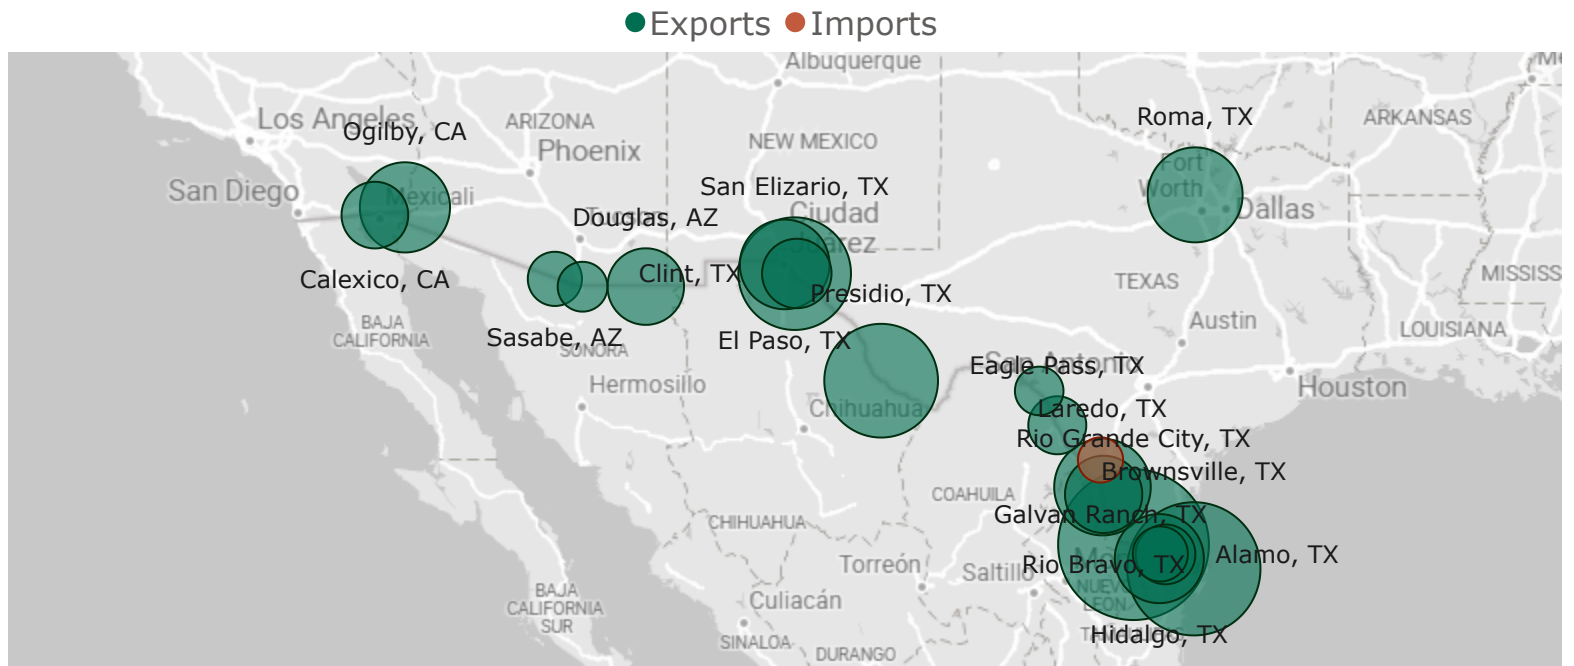 Exports Imports
Albuquerque
Los Angeles
Ogilby, CA
ARIZONA
Phoenix
NEW MEXICO
Roma, TX
ARKANSAS
Fort
Worth
Dallas
San Diego
Mexicali
San Elizario, TX
Douglas, AZ
Tucson
Ciudad
Juárez
Calexico, CA
Clint, TX
Presidio, TX
TEXAS
MISSISS
BAJA
CALIFORNIA
Sasabe, AZ
SONORA
El Paso, TX
Austin
LOUISIANA
Hermosillo
San Antonio
Eagle Pass, TX
Houston
Chihuahua
Laredo, TX
Rio Grande City, TX
Brownsville, TX
COAHUILA
CHIHUAHUA
Galvan Ranch, TX
Torreón
Saltillo
Rio Bravo, TX
Alamo, TX
NUEVO
LEON
BAJA
CALIFORNIA
SUR
Culiacán
Hidalgo, TX
SINALOA
DURANGO